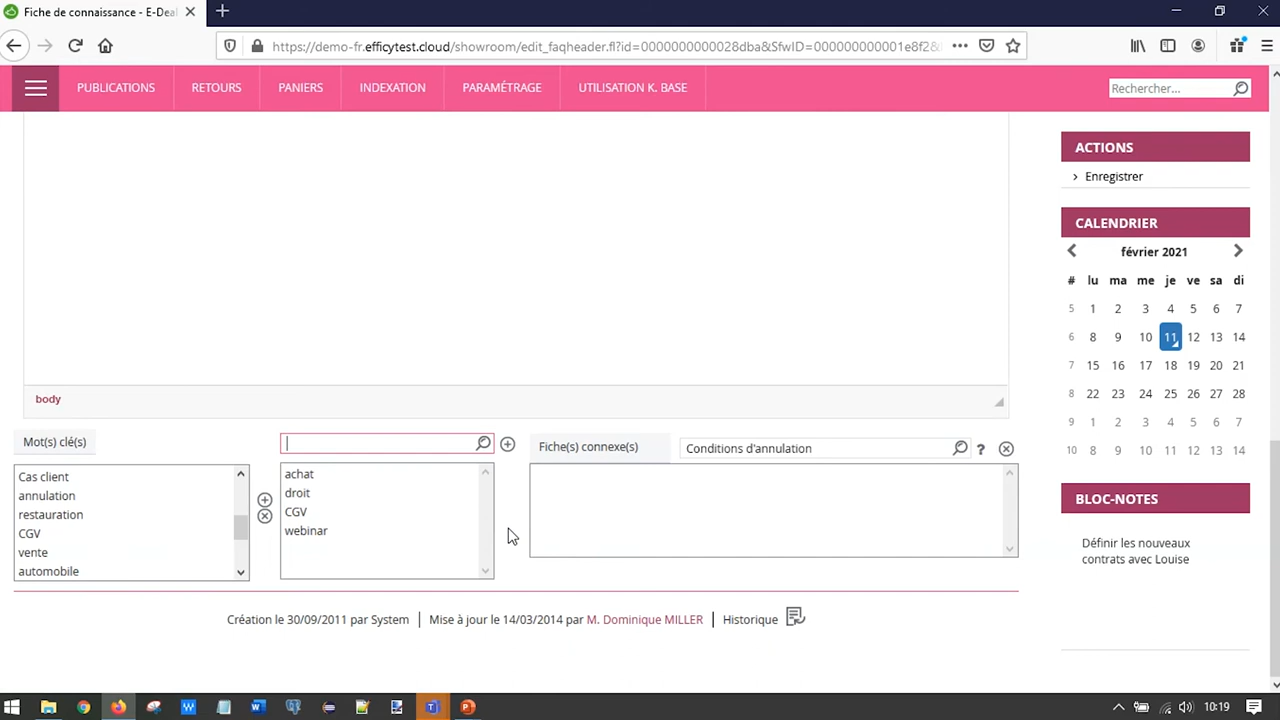 Fiche de connaissance - E-Deal
https://demo-fr.efficytest.cloud/showroom/edit_faqheader.fl?id=0000000000028dba&SfwID=000000000001e8f2&
PUBLICATIONS RETOURS PANIERS INDEXATION PARAMÉTRAGE UTILISATION K. BASE Rechercher...
ACTIONS
Enregistrer
CALENDRIER
février 2021
# lu ma me je ve sa di
5 1 2 3 4 5 6 7
6 8 9 10 11 12 13 14
7 15 16 17 18 19 20 21
8 22 23 24 25 26 27 28
9 1 2 3 4 5 6 7
10 8 9 10 11 12 13 14
BLOC-NOTES
Définir les nouveaux
contrats avec Louise
body
Mot(s) clé(s)
Cas client
annulation
restauration
CGV
vente
automobile
achat
droit
CGV
webinar
Fiche(s) connexe(s) Conditions d'annulation ?
Création le 30/09/2011 par System | Mise à jour le 14/03/2014 par M. Dominique MILLER | Historique
10:19